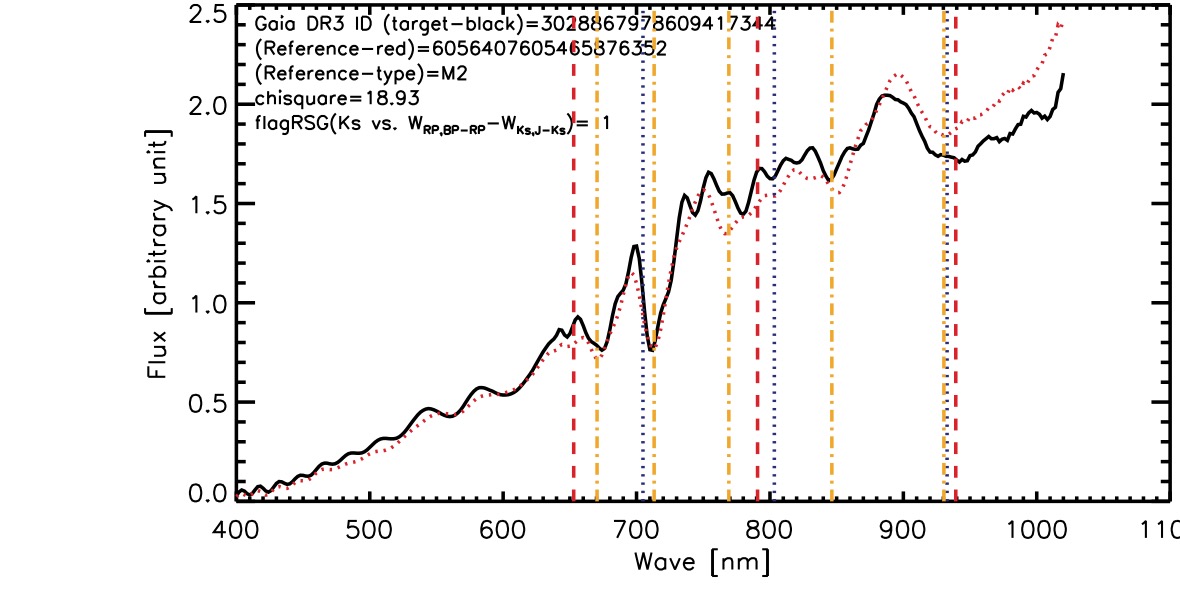 Gaia DR3 ID (target-black)=
(Reference-red)=
(Reference-type)=M2
chisquare=18.93
flagRSG(Ks vs. WRP,BP-RP-WKs,J-Ks)= 1
2.5
2.0
1.5
1.0
0.5
0.0
Flux [arbitrary unit]
400 500 600 700 800 900 1000 110
Wave [nm]